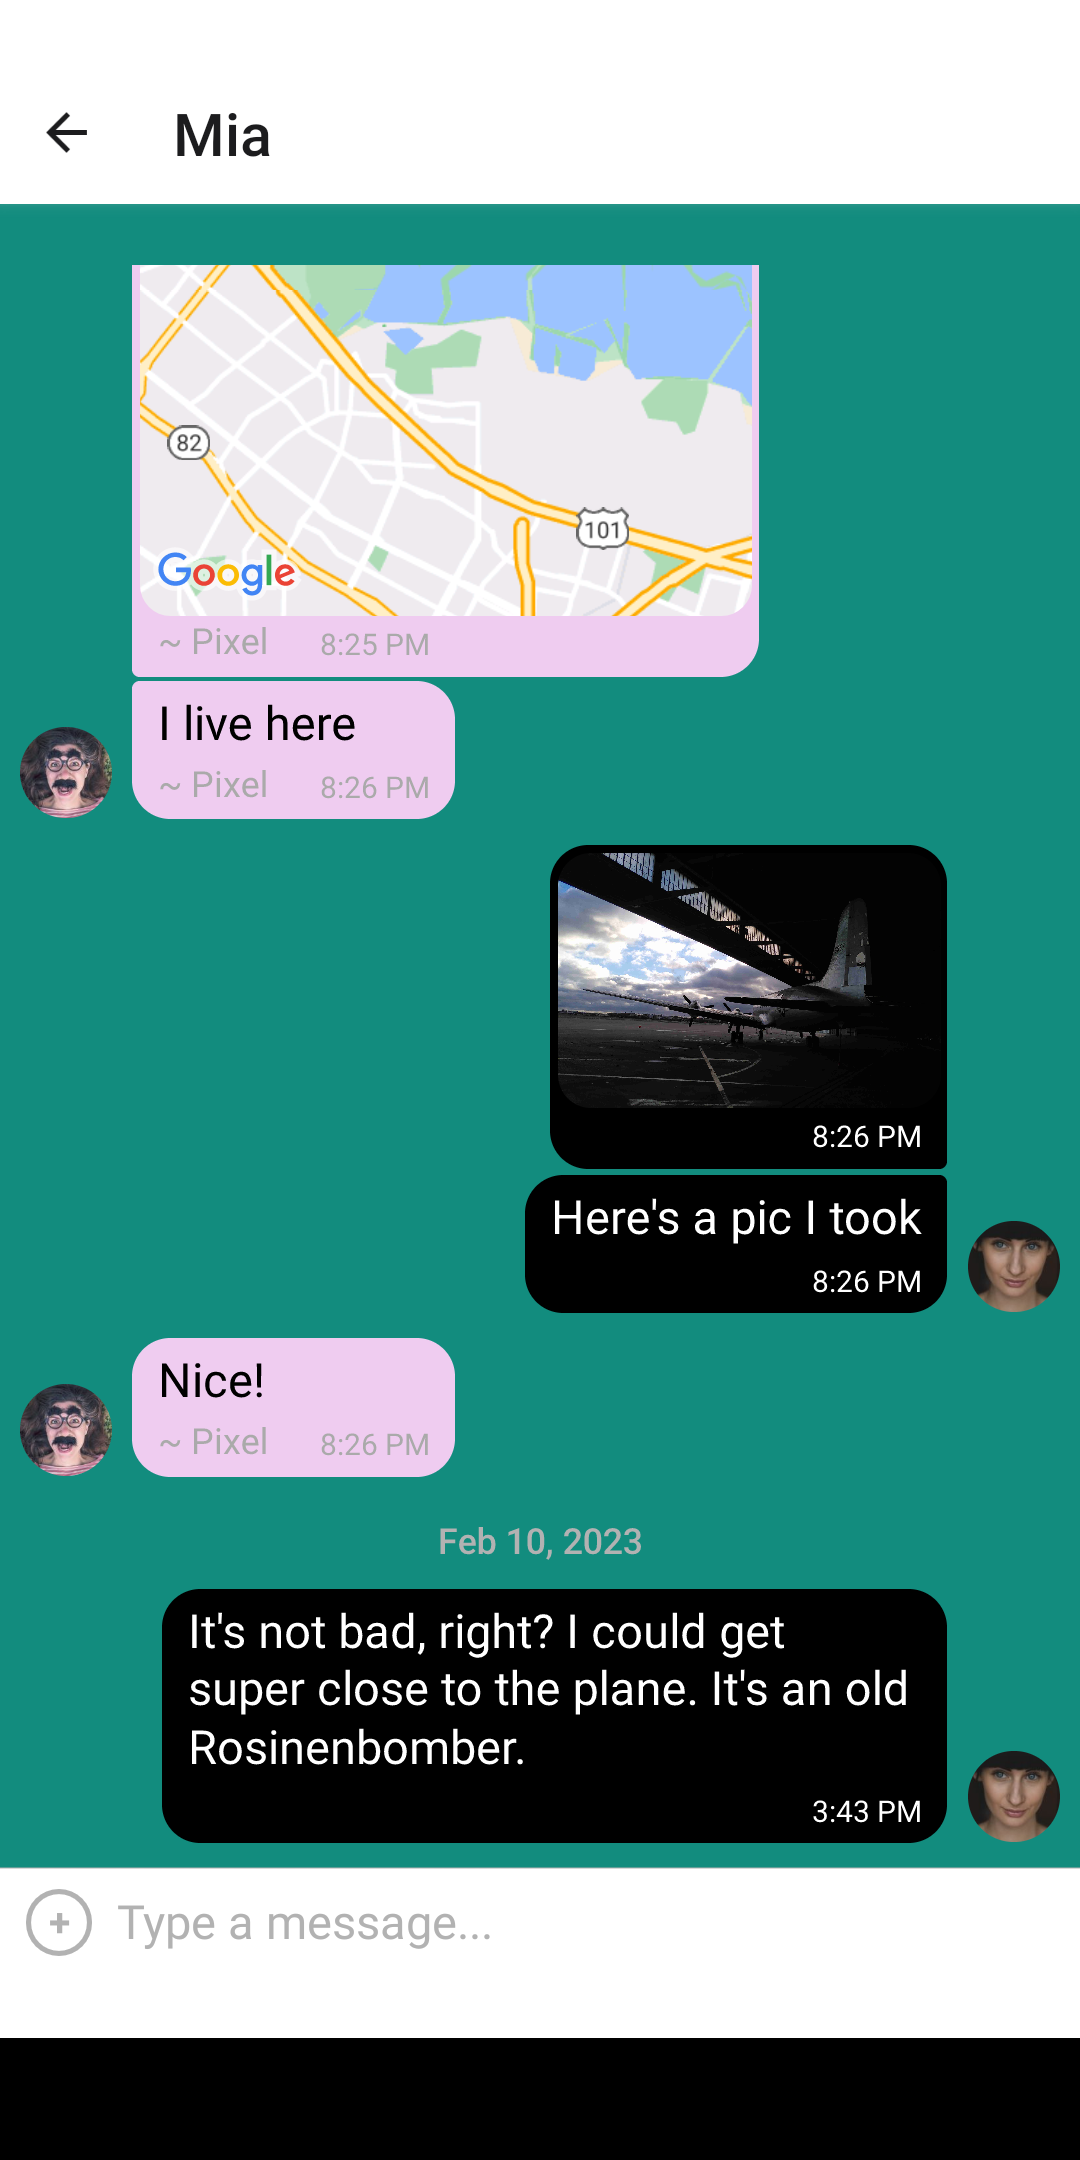 Mia
82
101
Google
~ Pixel 8:25 PM
I live here
~ Pixel 8:26 PM
8:26 PM
Here's a pic I took
8:26 PM
Nice!
~ Pixel 8:26 PM
Feb 10, 2023
It's not bad, right? I could get
super close to the plane. It's an old
Rosinenbomber.
3:43 PM
Type a message...